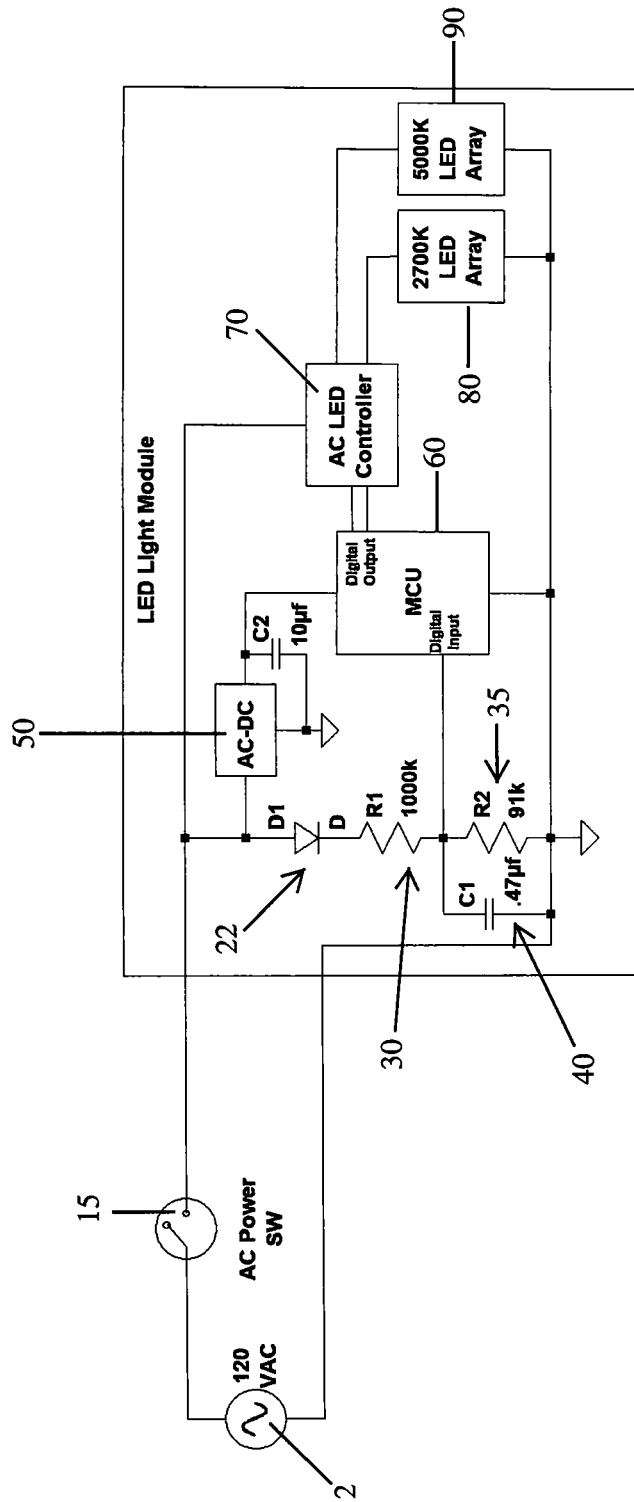 2
120
VAC
15
AC Power
SW
LED Light Module
50
AC-DC
C2
10µf
D1
D
22
R1
1000k
30
R2
91k
35
C1
.47µf
40
MCU
Digital
Input
Digital
Output
60
AC LED
Controller
70
2700K
LED
Array
80
5000K
LED
Array
90